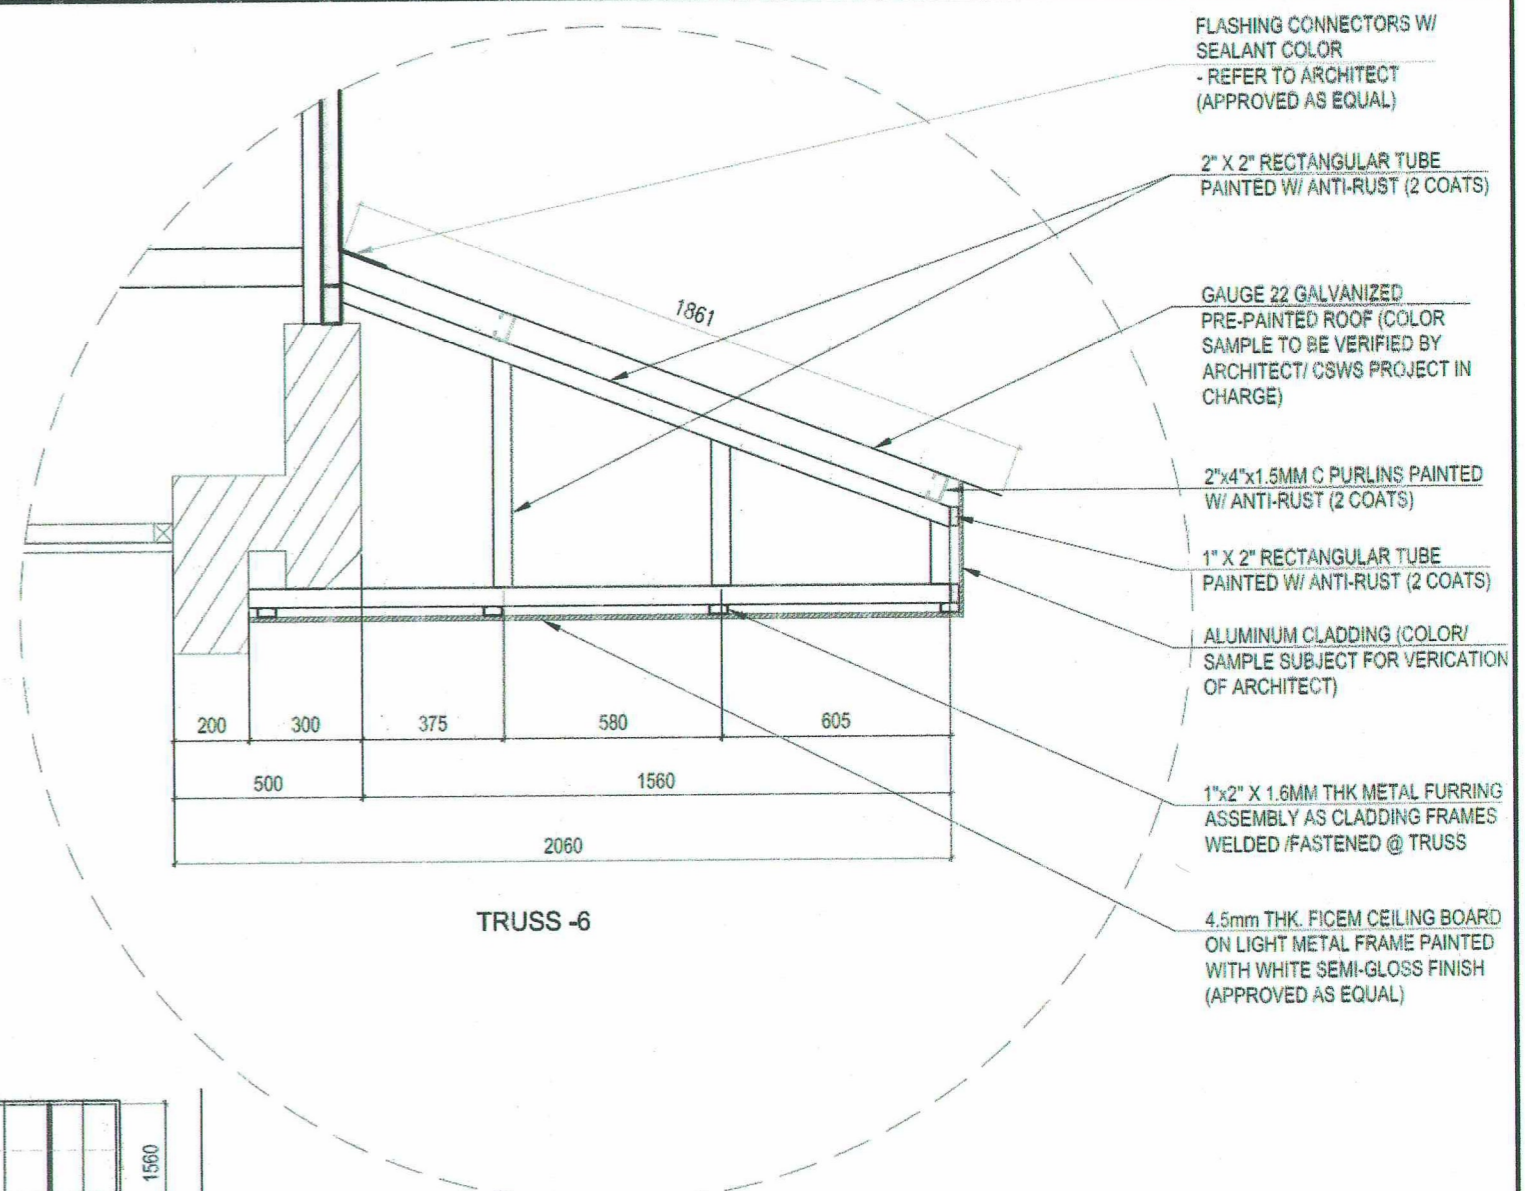 FLASHING CONNECTORS W/
SEALANT COLOR
- REFER TO ARCHITECT
(APPROVED AS EQUAL)
2" X 2" RECTANGULAR TUBE
PAINTED W/ ANTI-RUST (2 COATS)
GAUGE 22 GALVANIZED
PRE-PAINTED ROOF (COLOR
SAMPLE TO BE VERIFIED BY
ARCHITECT/ CSWS PROJECT IN
CHARGE)
1861
2"x4"x1.5MM C PURLINS PAINTED
W/ ANTI-RUST (2 COATS)
1" X 2" RECTANGULAR TUBE
PAINTED W/ ANTI-RUST (2 COATS)
ALUMINUM CLADDING (COLOR/
SAMPLE SUBJECT FOR VERICATION
OF ARCHITECT)
200 300 375 580 605
500 1560
2060
1"x2" X 1.6MM THK METAL FURRING
ASSEMBLY AS CLADDING FRAMES
WELDED /FASTENED @ TRUSS
TRUSS -6
4.5mm THK. FICEM CEILING BOARD
ON LIGHT METAL FRAME PAINTED
WITH WHITE SEMI-GLOSS FINISH
(APPROVED AS EQUAL)
1560